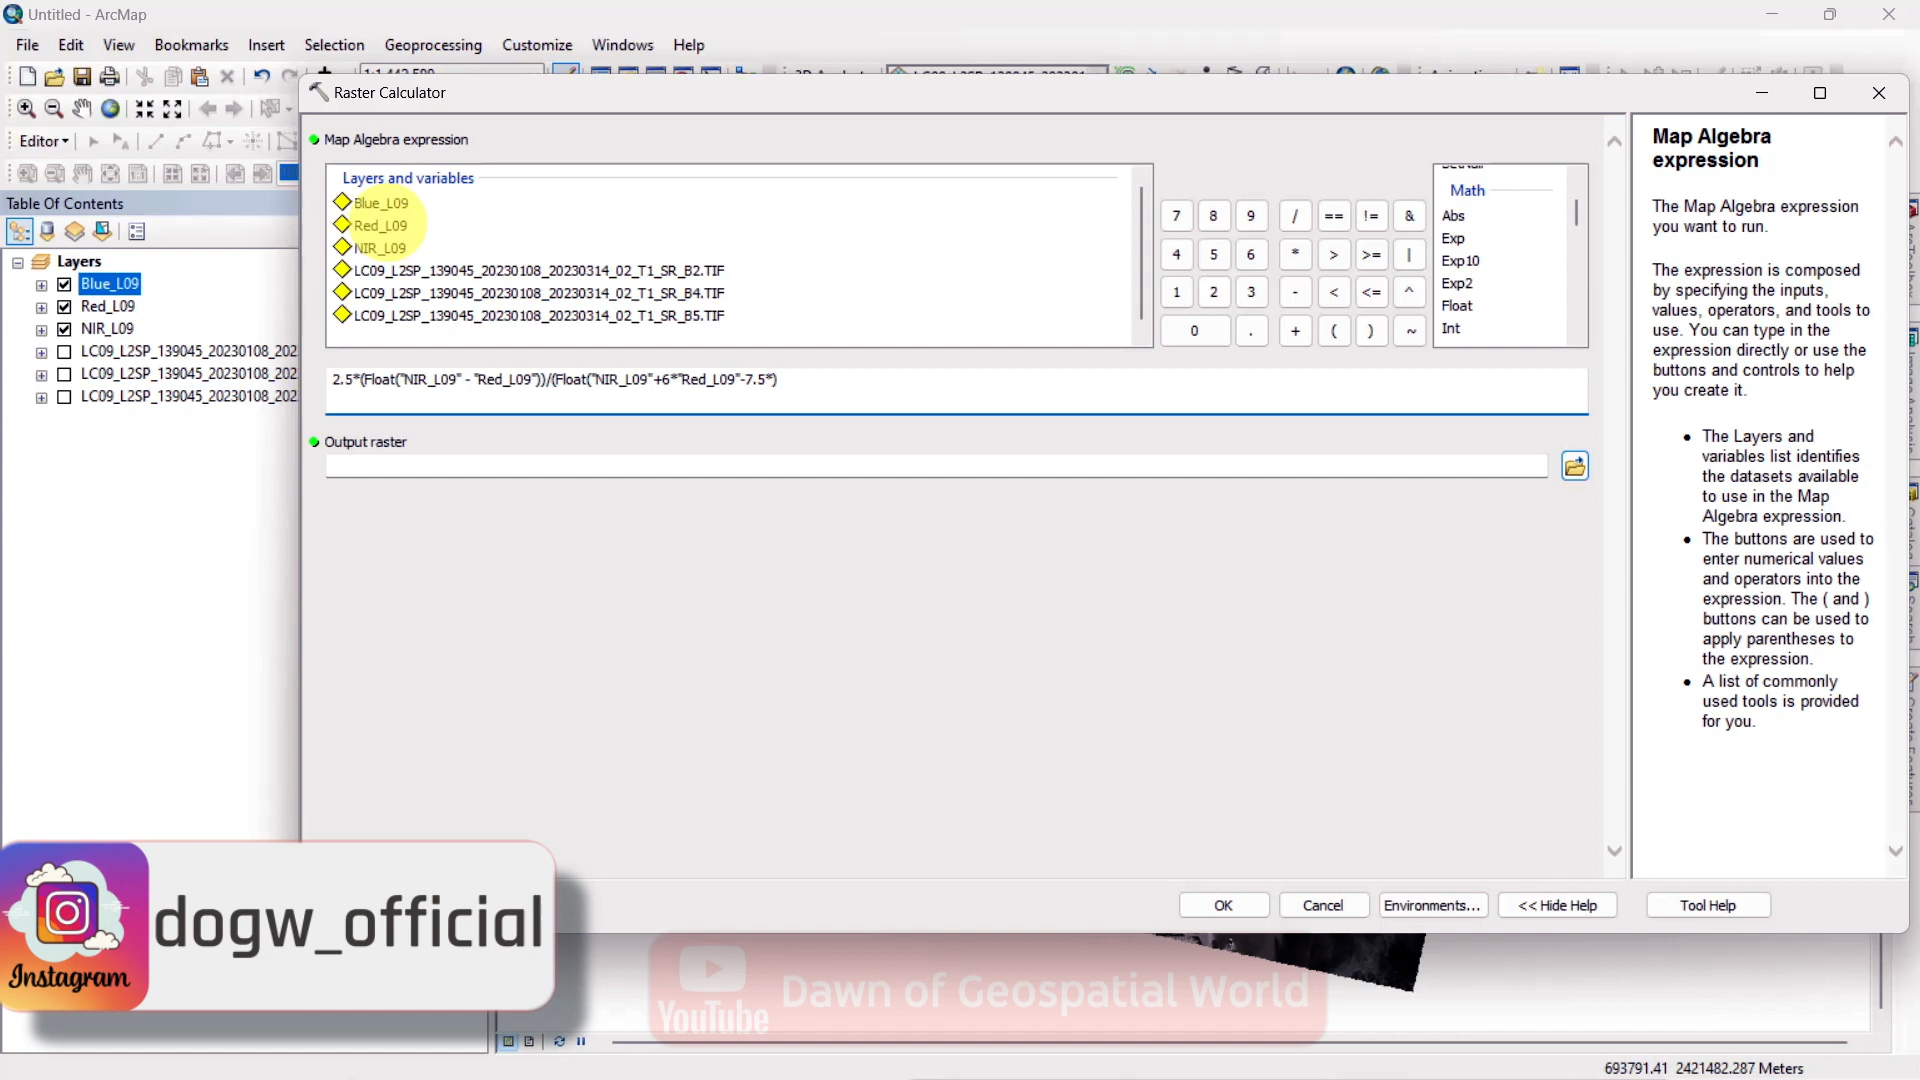 Untitled - ArcMap
File Edit View Bookmarks Insert Selection Geoprocessing Customize Windows Help
Raster Calculator
Editor
Map Algebra expression
Table Of Contents
Layers
Blue_L09
Red_L09
NIR_L09
LC09_L2SP_139045_20230108_202
LC09_L2SP_139045_20230108_202
LC09_L2SP_139045_20230108_202
Layers and variables
Blue_L09
Red_L09
NIR_L09
LC09_L2SP_139045_20230108_20230314_02_T1_SR_B2.TIF
LC09_L2SP_139045_20230108_20230314_02_T1_SR_B4.TIF
LC09_L2SP_139045_20230108_20230314_02_T1_SR_B5.TIF
7 8 9 / == != &
4 5 6 * > >= |
1 2 3 - < <= ^
0 . + ( ) ~
Math
Abs
Exp
Exp10
Exp2
Float
Int
2.5*(Float("NIR_L09" - "Red_L09"))/(Float("NIR_L09"+6*"Red_L09"-7.5*)
Output raster
Map Algebra
expression
The Map Algebra expression
you want to run.
The expression is composed
by specifying the inputs,
values, operators, and tools to
use. You can type in the
expression directly or use the
buttons and controls to help
you create it.
• The Layers and
variables list identifies
the datasets available
to use in the Map
Algebra expression.
• The buttons are used to
enter numerical values
and operators into the
expression. The ( and )
buttons can be used to
apply parentheses to
the expression.
• A list of commonly
used tools is provided
for you.
OK Cancel Environments... << Hide Help Tool Help
Instagram
dogw_official
YouTube
Dawn of Geospatial World
693791.41 2421482.287 Meters